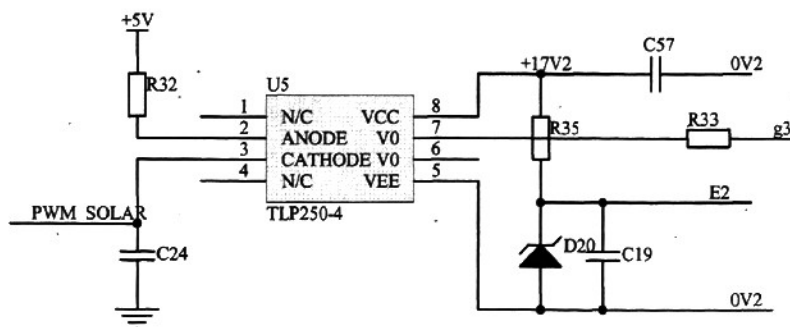 +5V
C57
+17V2
0V2
R32
U5
1 N/C VCC 8
2 ANODE V0 7
3 CATHODE V0 6
4 N/C VEE 5
R35
R33
g3
TLP250-4
E2
PWM SOLAR
C24
D20
C19
0V2